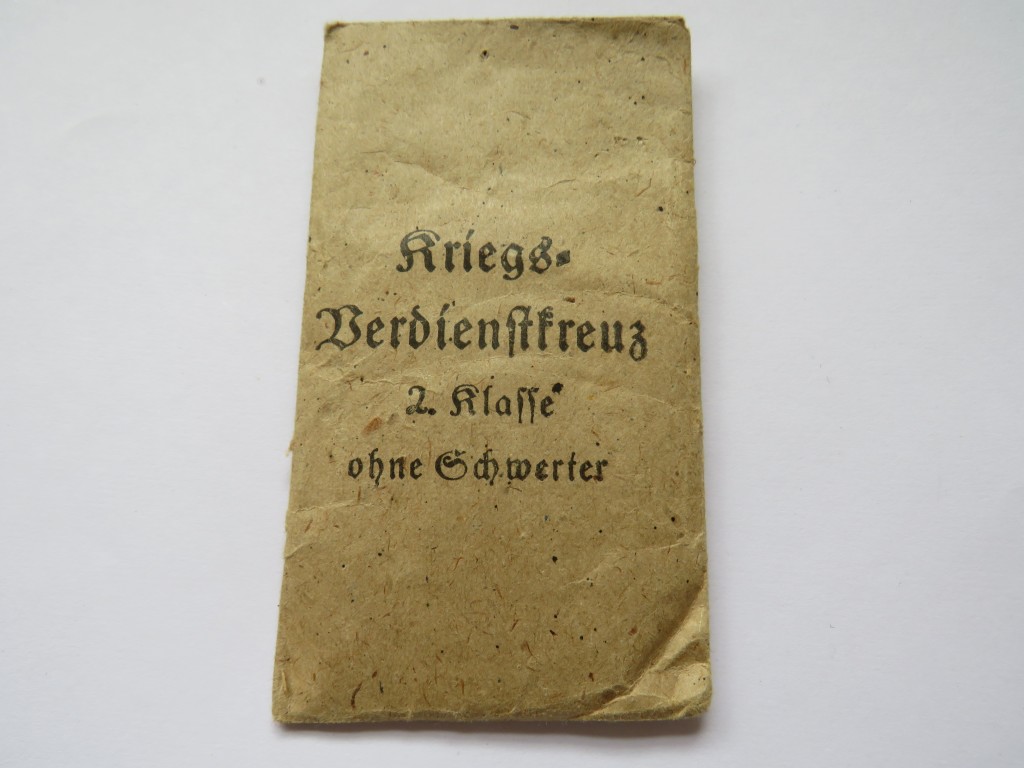 Kriegs-
Verdienstkreuz
2. Klasse
ohne Schwerter